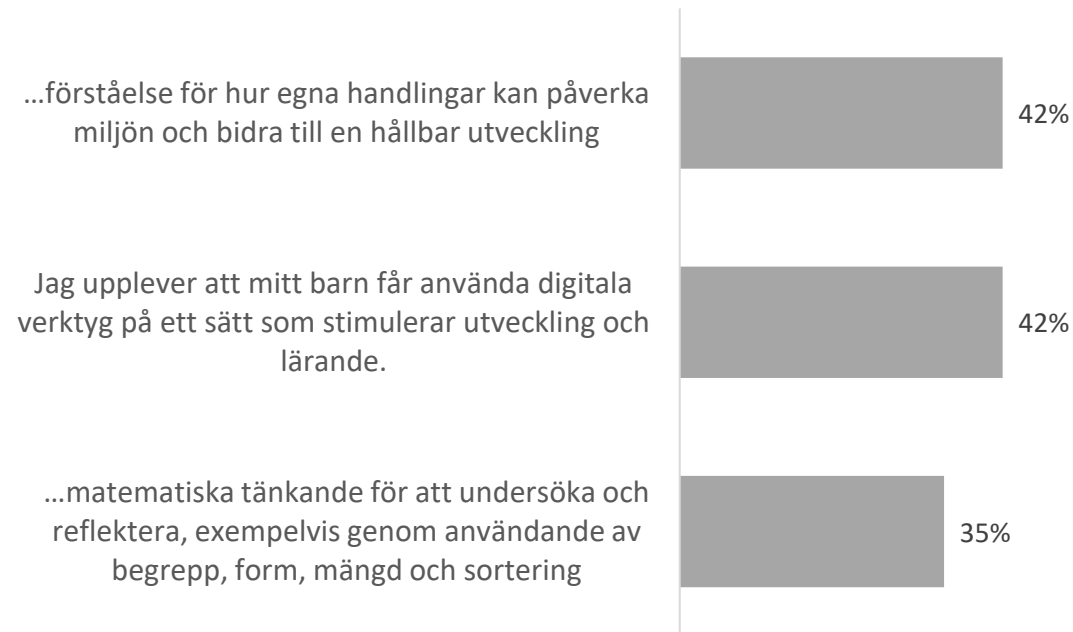 ...förståelse för hur egna handlingar kan påverka
miljön och bidra till en hållbar utveckling
42%
Jag upplever att mitt barn får använda digitala
verktyg på ett sätt som stimulerar utveckling och
lärande.
42%
...matematiska tänkande för att undersöka och
reflektera, exempelvis genom användande av
begrepp, form, mängd och sortering
35%